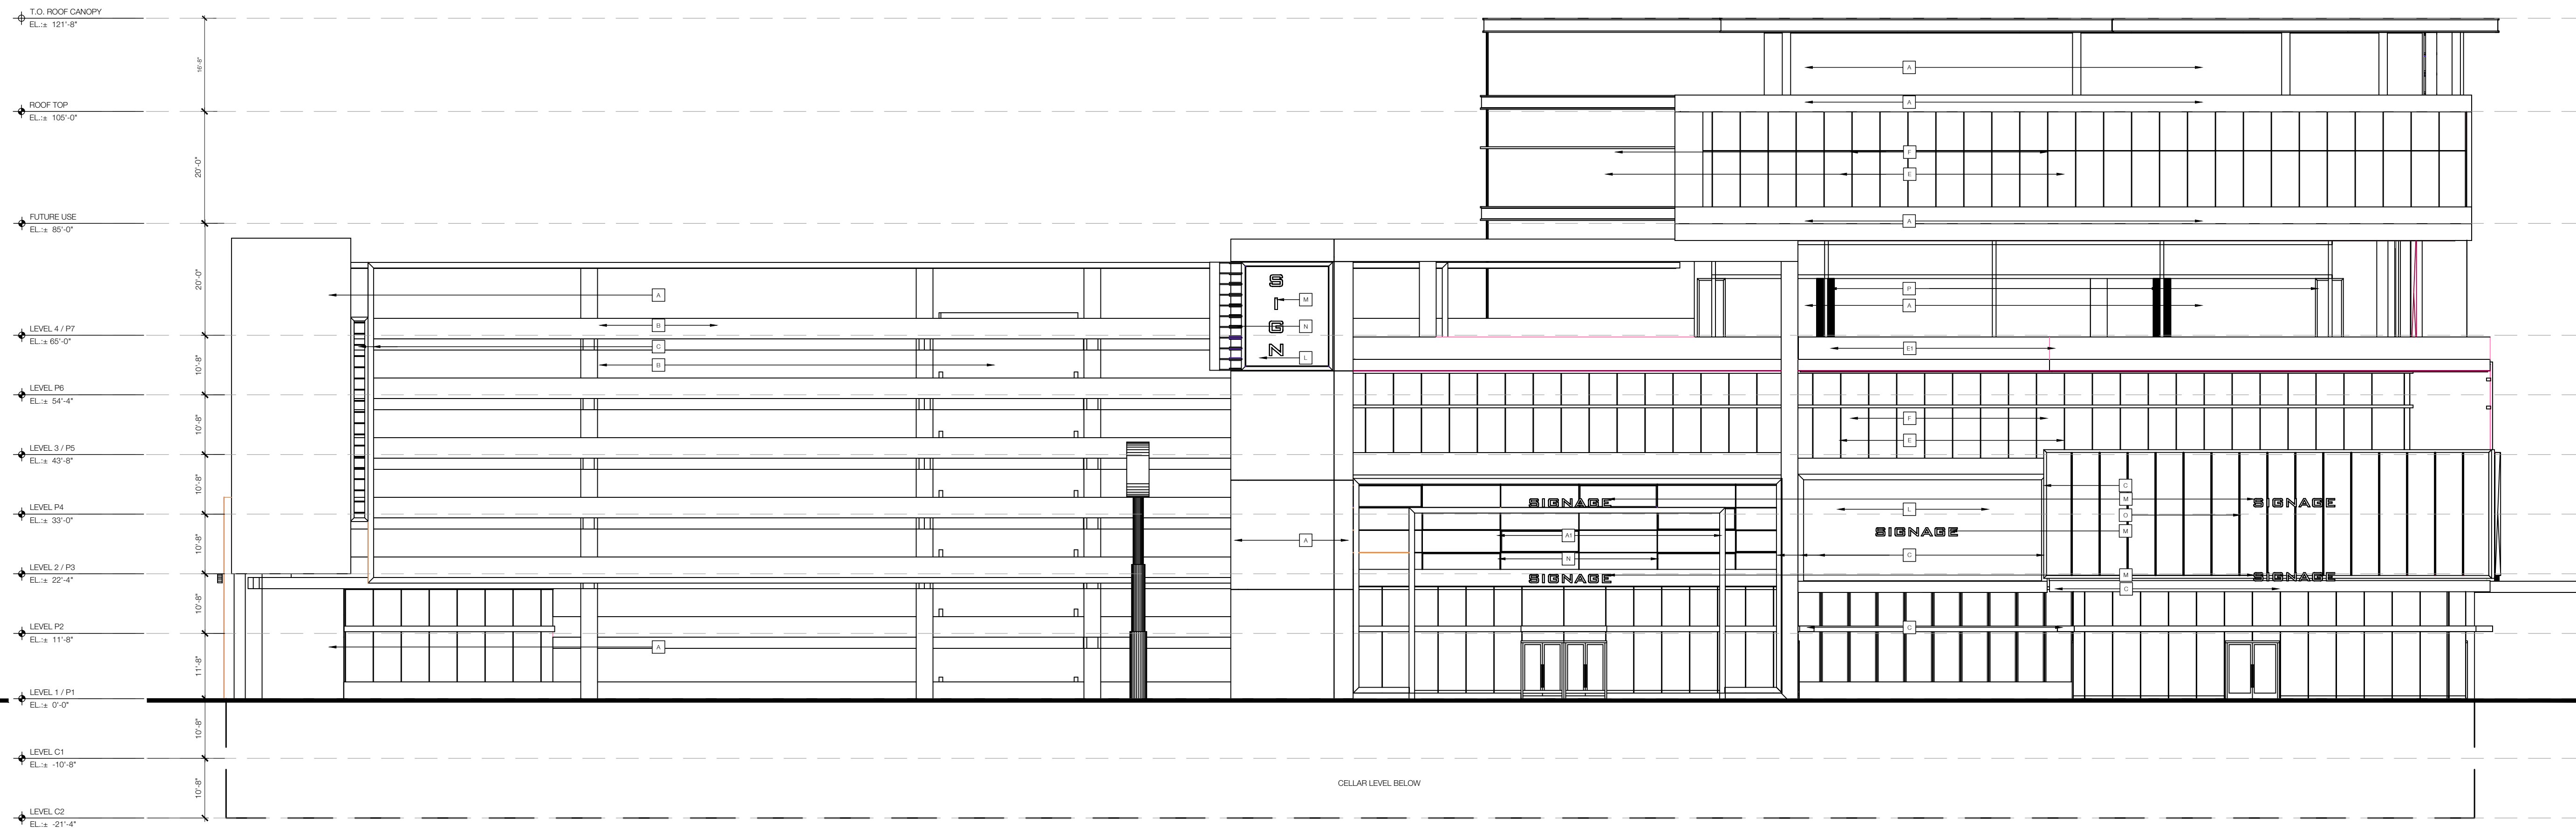 T.O. ROOF CANOPY
EL.:± 121'-8"
16'-8"
ROOF TOP
EL.:± 105'-0"
20'-0"
FUTURE USE
EL.:± 85'-0"
20'-0"
LEVEL 4 / P7
EL.:± 65'-0"
10'-8"
LEVEL P6
EL.:± 54'-4"
10'-8"
LEVEL 3 / P5
EL.:± 43'-8"
10'-8"
LEVEL P4
EL.:± 33'-0"
10'-8"
LEVEL 2 / P3
EL.:± 22'-4"
10'-8"
LEVEL P2
EL.:± 11'-8"
11'-8"
LEVEL 1 / P1
EL.:± 0'-0"
10'-8"
LEVEL C1
EL.:± -10'-8"
10'-8"
LEVEL C2
EL.:± -21'-4"
A
B
C
B
A
SIGN
M
N
L
A
SIGNAGE
A1
N
SIGNAGE
A
A
F
E
A
P
A
E1
F
E
L
SIGNAGE
C
C
C
M
O
M
M
C
SIGNAGE
SIGNAGE
CELLAR LEVEL BELOW